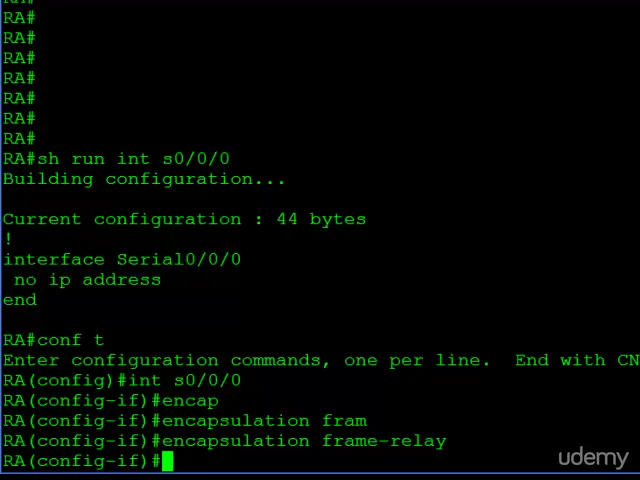 RA#
RA#
RA#
RA#
RA#
RA#
RA#
RA#sh run int s0/0/0
Building configuration...
Current configuration : 44 bytes
!
interface Serial0/0/0
 no ip address
end
RA#conf t
Enter configuration commands, one per line.  End with CN
RA(config)#int s0/0/0
RA(config-if)#encap
RA(config-if)#encapsulation fram
RA(config-if)#encapsulation frame-relay
RA(config-if)#
udemy